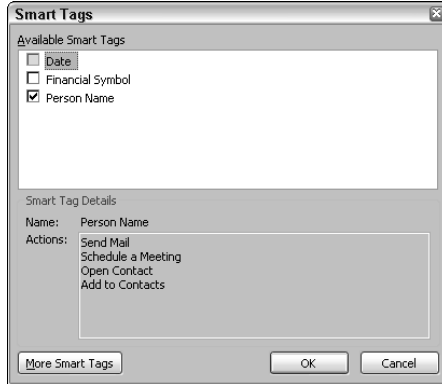 Smart Tags
Available Smart Tags
Date
Financial Symbol
Person Name
Smart Tag Details
Name: Person Name
Actions: Send Mail
Schedule a Meeting
Open Contact
Add to Contacts
More Smart Tags OK Cancel